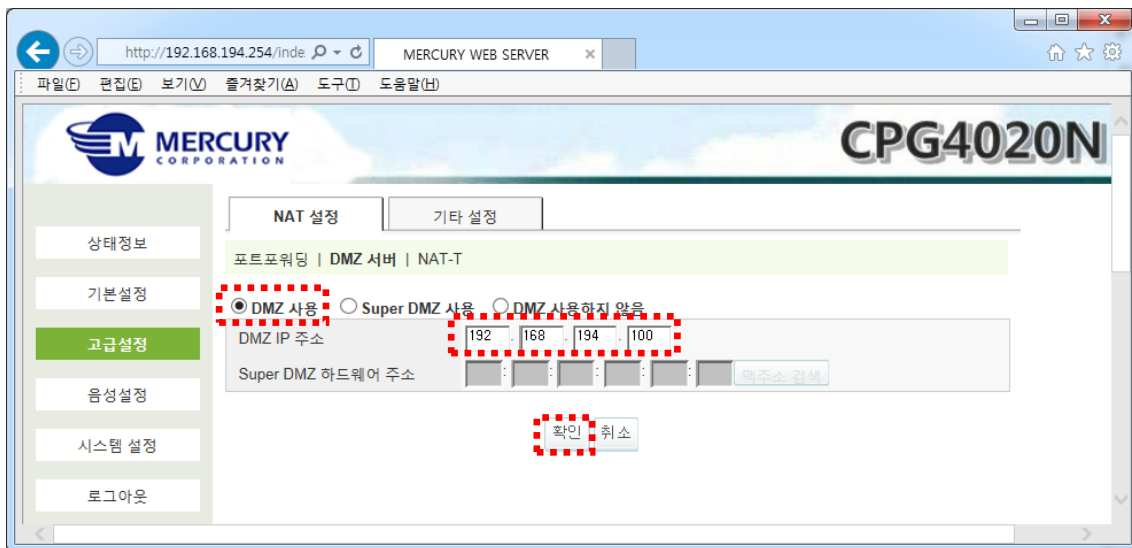 http://192.168.194.254/inde
MERCURY WEB SERVER
파일(F) 편집(E) 보기(V) 즐겨찾기(A) 도구(T) 도움말(H)
M MERCURY
CORPORATION
CPG4020N
NAT 설정 기타 설정
상태정보
포트포워딩 | DMZ 서버 | NAT-T
기본설정
DMZ 사용 Super DMZ 사용 DMZ 사용하지 않음
고급설정
DMZ IP 주소 192 . 168 . 194 . 100
Super DMZ 하드웨어 주소 : : : : : 맥주소 검색
음성설정
확인 취소
시스템 설정
로그아웃